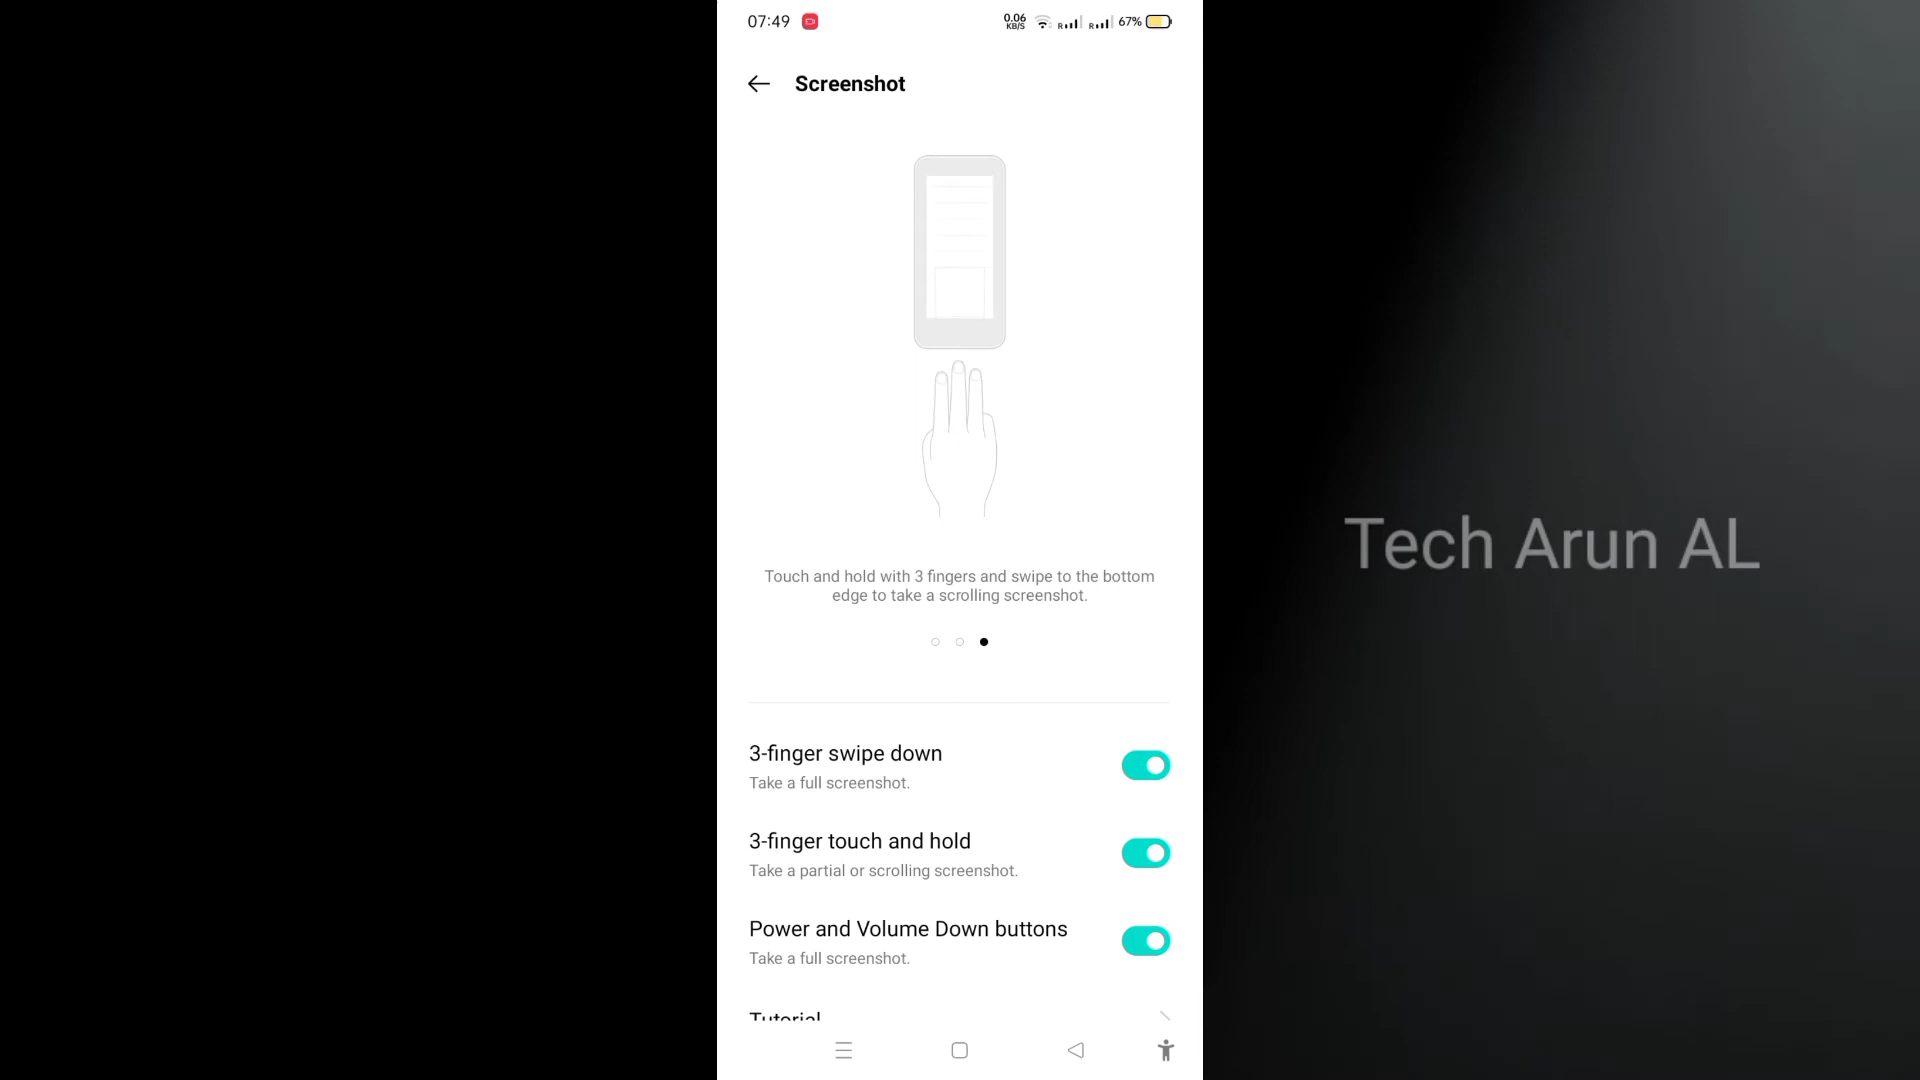 07:49
0.06
KB/S
R
R
67%
Screenshot
Touch and hold with 3 fingers and swipe to the bottom
edge to take a scrolling screenshot.
3-finger swipe down
Take a full screenshot.
3-finger touch and hold
Take a partial or scrolling screenshot.
Power and Volume Down buttons
Take a full screenshot.
Tutorial
Tech Arun AL